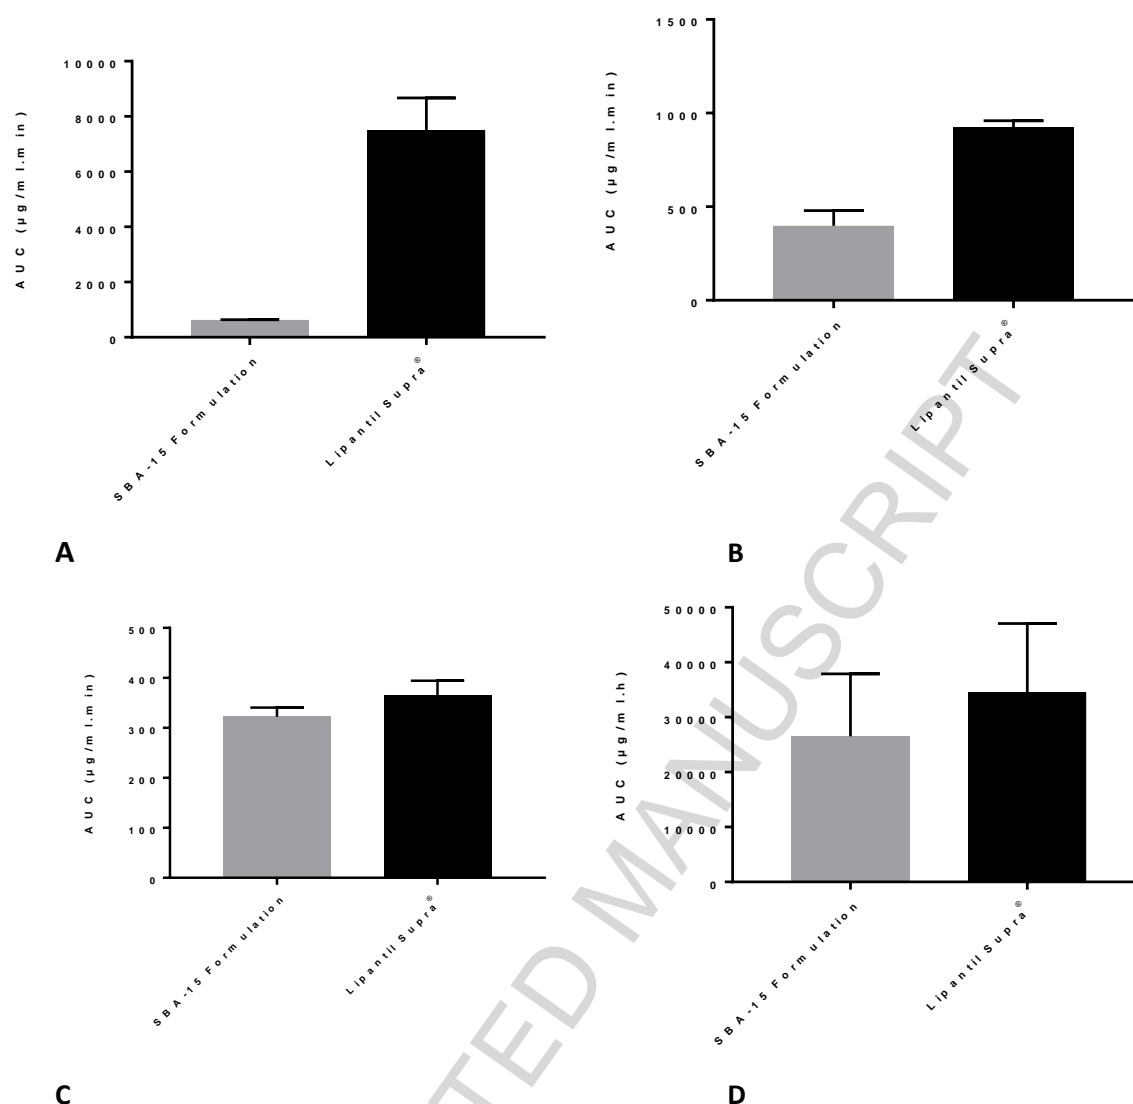 AUC (µg/ml.min)
10000
8000
6000
4000
2000
0
SBA-15 Formulation
Lipantil Supra®
A
AUC (µg/ml.min)
1500
1000
500
0
SBA-15 Formulation
Lipantil Supra®
B
AUC (µg/ml.min)
500
400
300
200
100
0
SBA-15 Formulation
Lipantil Supra®
C
AUC (µg/ml.h)
50000
40000
30000
20000
10000
0
SBA-15 Formulation
Lipantil Supra®
D
TED MANUSCRIPT